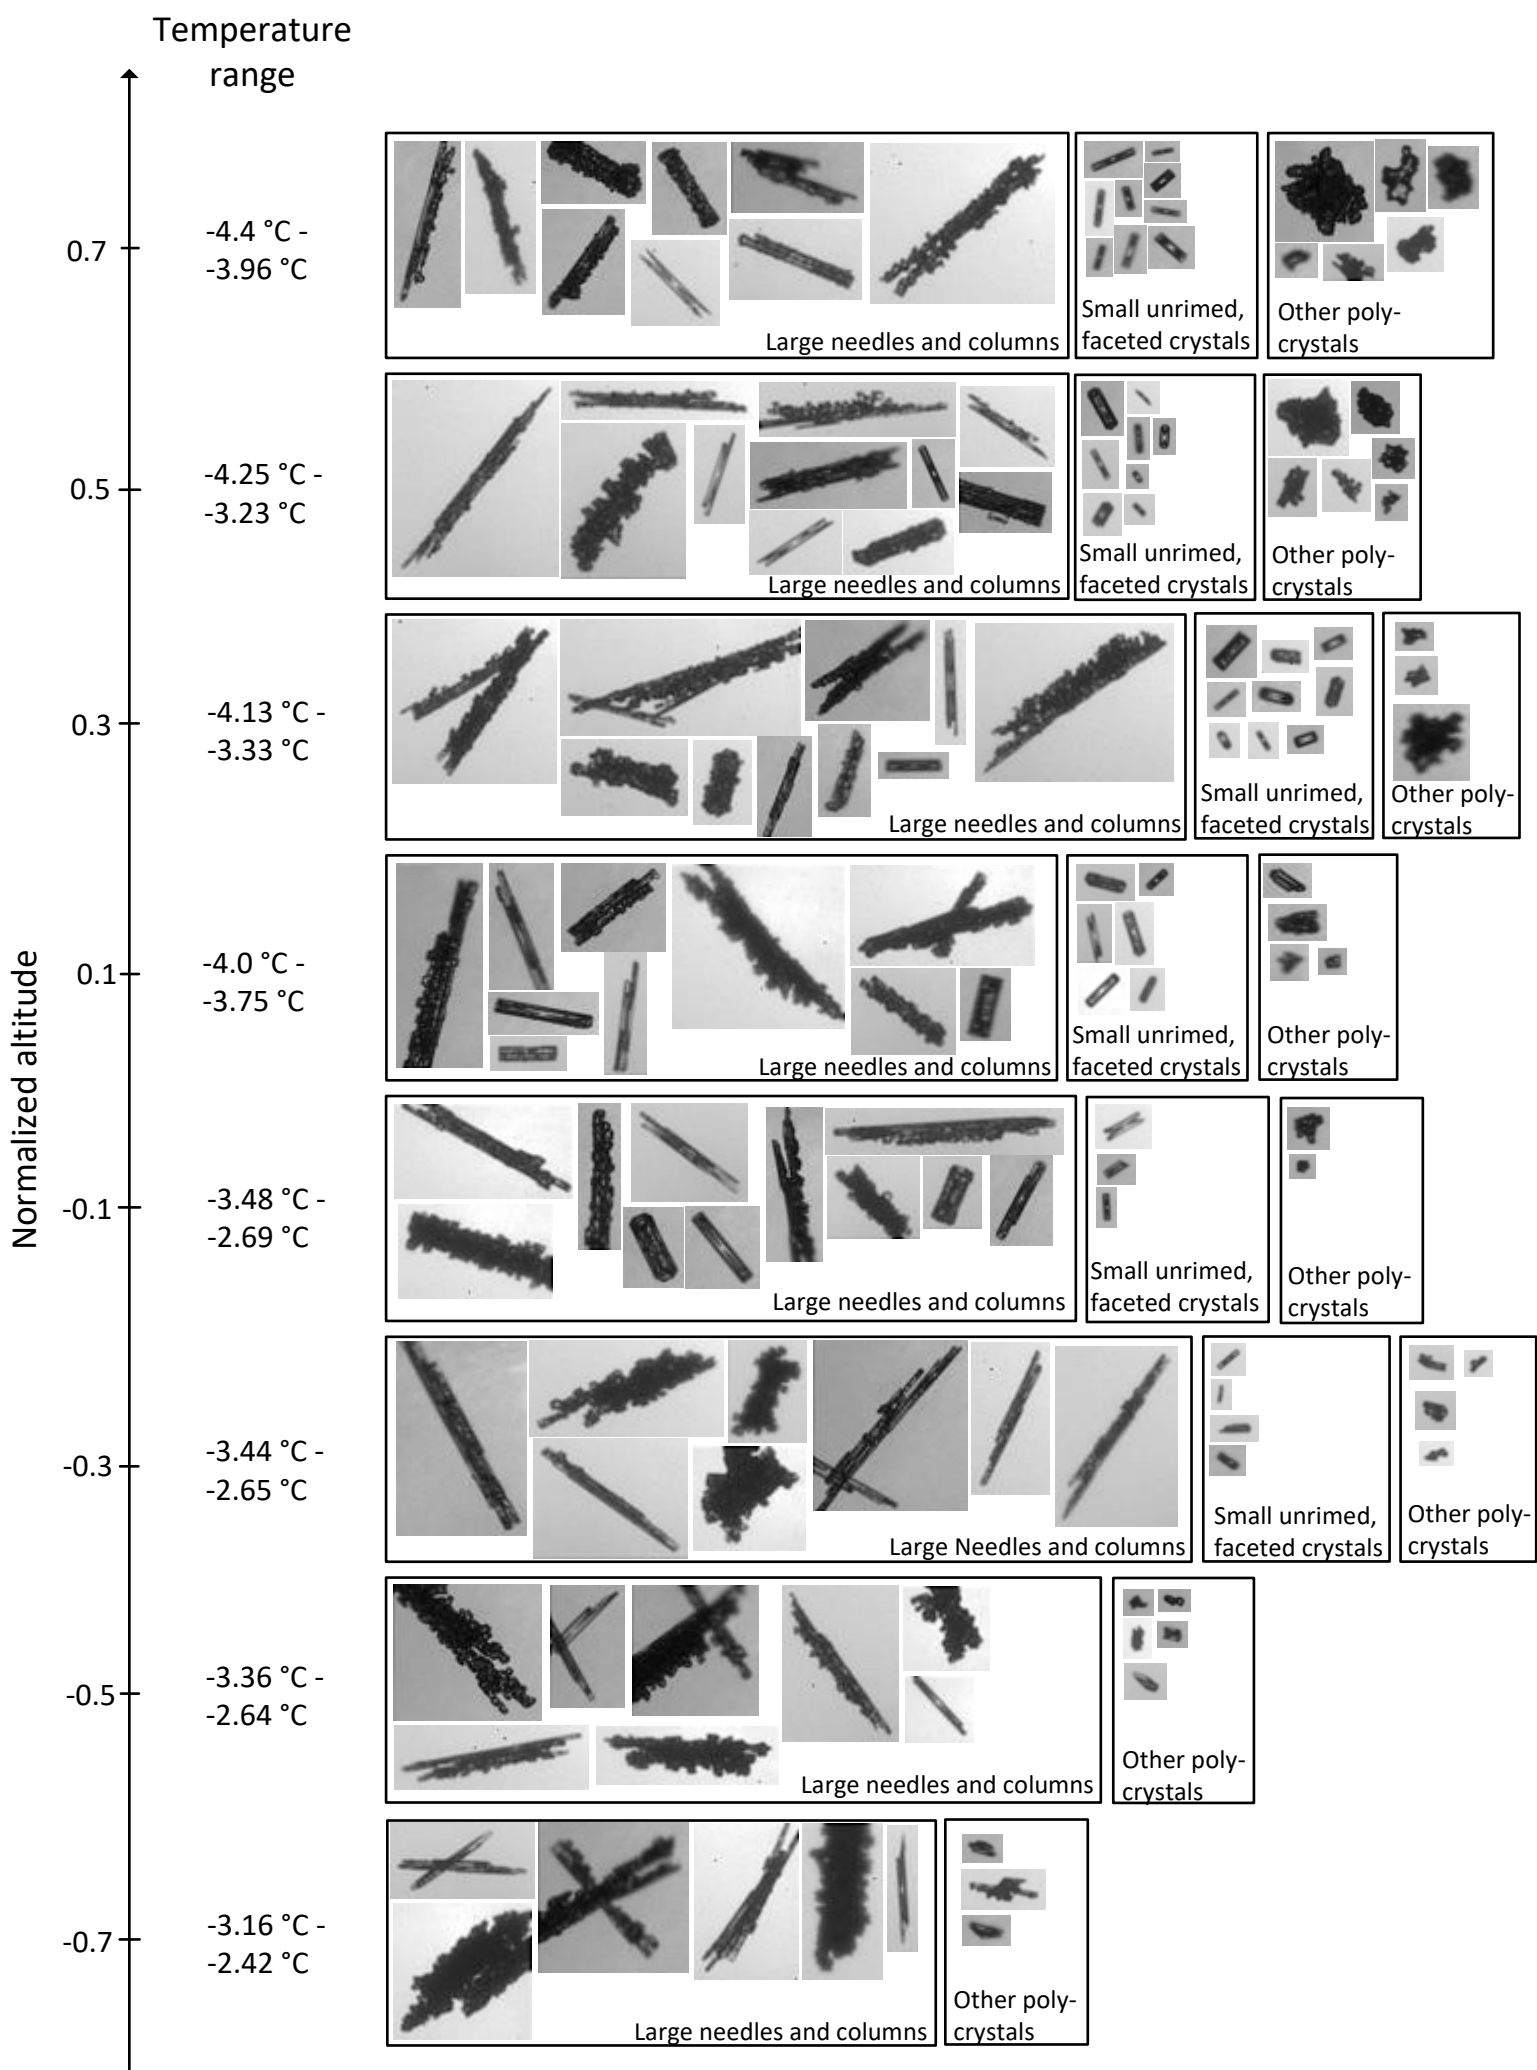 Temperature
range
Normalized altitude
0.7
-4.4 °C -
-3.96 °C
Large needles and columns
Small unrimed,
faceted crystals
Other poly-
crystals
0.5
-4.25 °C -
-3.23 °C
Large needles and columns
Small unrimed,
faceted crystals
Other poly-
crystals
0.3
-4.13 °C -
-3.33 °C
Large needles and columns
Small unrimed,
faceted crystals
Other poly-
crystals
0.1
-4.0 °C -
-3.75 °C
Large needles and columns
Small unrimed,
faceted crystals
Other poly-
crystals
-0.1
-3.48 °C -
-2.69 °C
Large needles and columns
Small unrimed,
faceted crystals
Other poly-
crystals
-0.3
-3.44 °C -
-2.65 °C
Large Needles and columns
Small unrimed,
faceted crystals
Other poly-
crystals
-0.5
-3.36 °C -
-2.64 °C
Large needles and columns
Other poly-
crystals
-0.7
-3.16 °C -
-2.42 °C
Large needles and columns
Other poly-
crystals